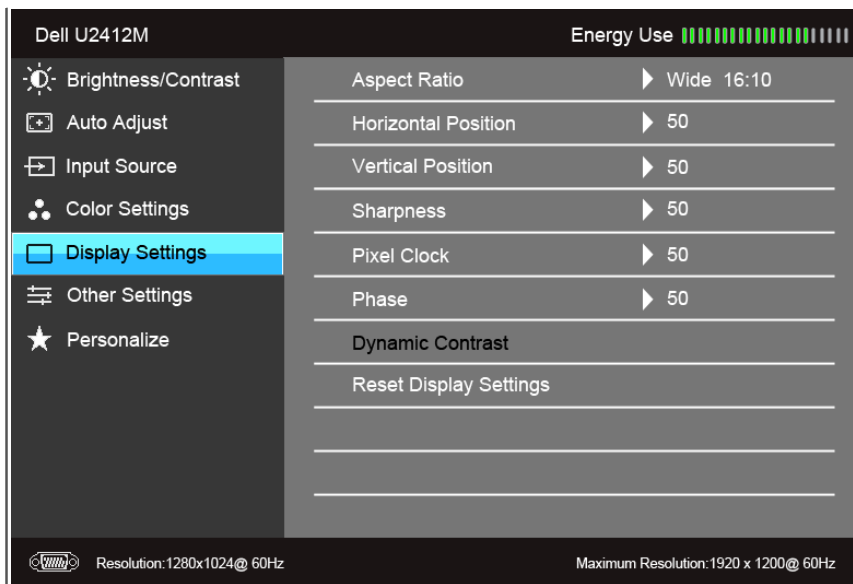 Dell U2412M Energy Use
Brightness/Contrast
Auto Adjust
Input Source
Color Settings
Display Settings
Other Settings
Personalize
Aspect Ratio Wide 16:10
Horizontal Position 50
Vertical Position 50
Sharpness 50
Pixel Clock 50
Phase 50
Dynamic Contrast
Reset Display Settings
Resolution:1280x1024@ 60Hz Maximum Resolution:1920 x 1200@ 60Hz